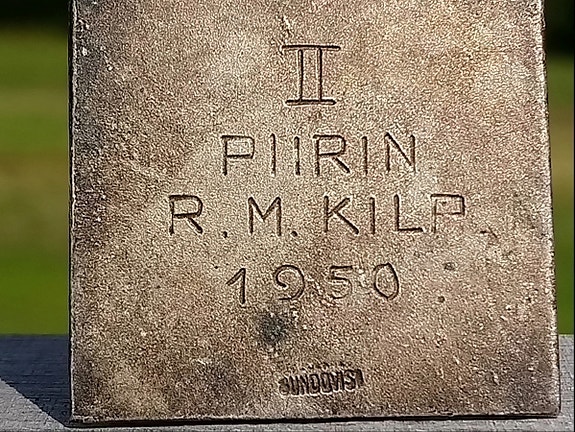 II
PIIRIN
R.M. KILP.
1950
SUNDQVIST